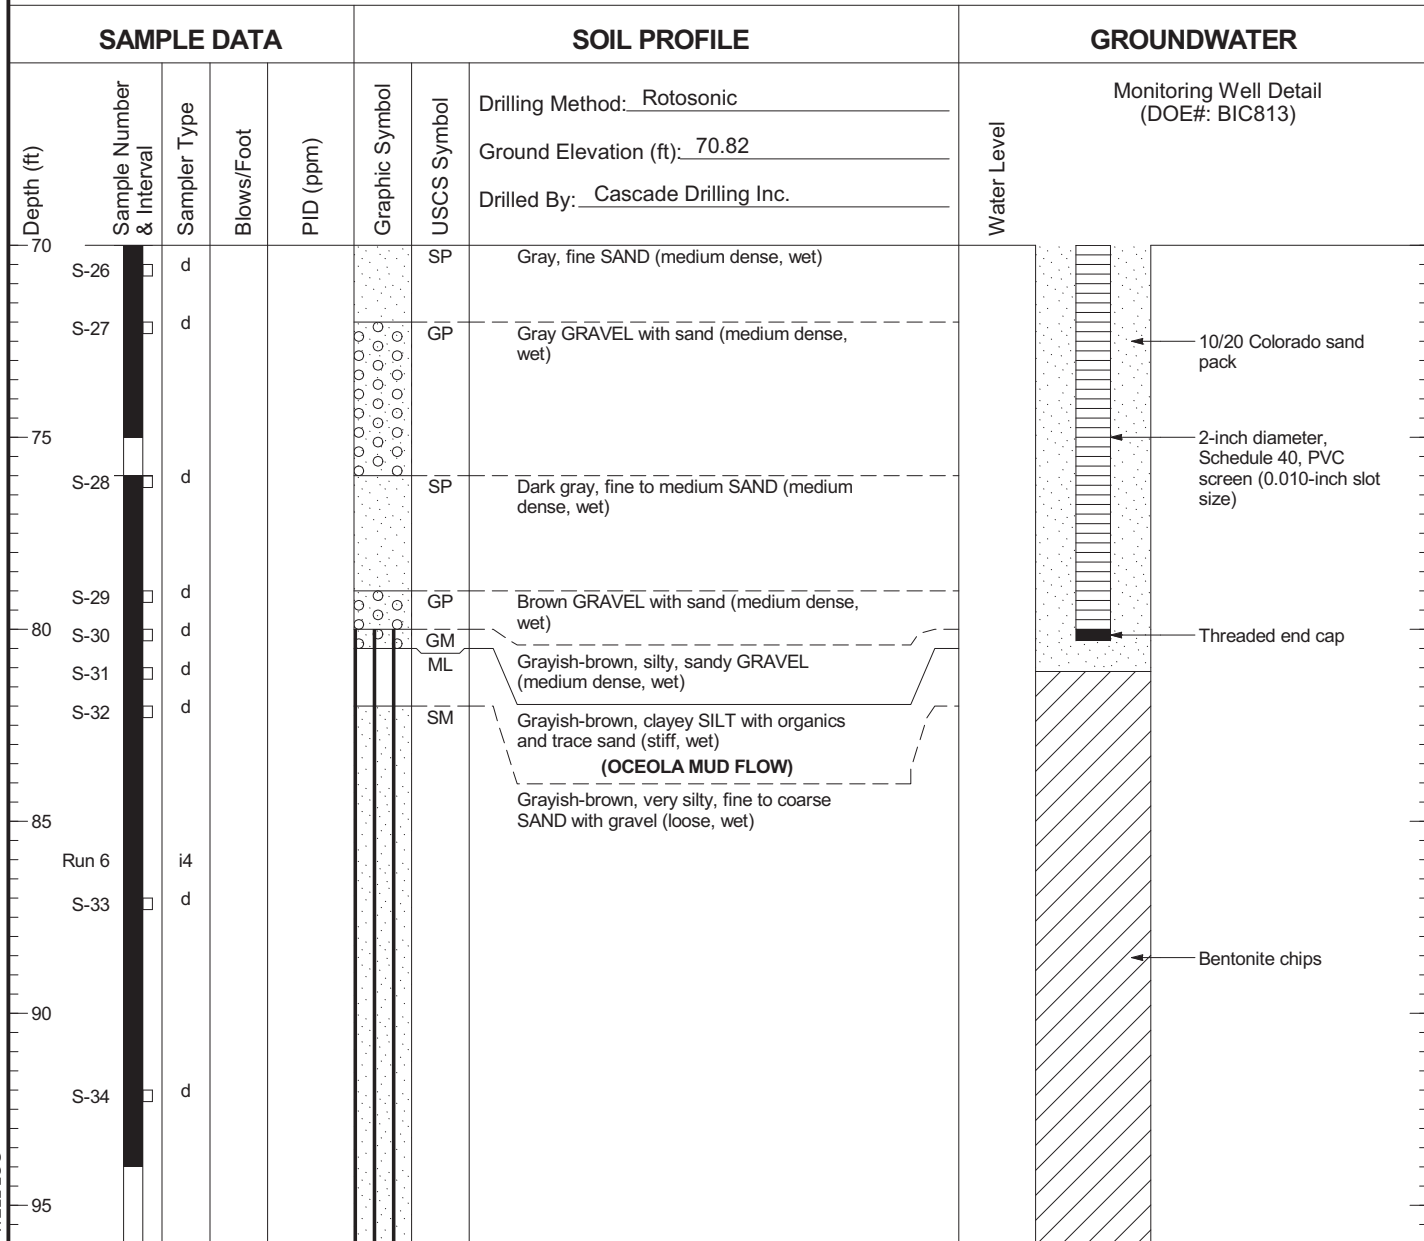 SAMPLE DATA
SOIL PROFILE
GROUNDWATER
Depth (ft)
Sample Number
& Interval
Sampler Type
Blows/Foot
PID (ppm)
Graphic Symbol
USCS Symbol
Drilling Method: Rotosonic
Ground Elevation (ft): 70.82
Drilled By: Cascade Drilling Inc.
Water Level
Monitoring Well Detail
(DOE#: BIC813)
70
S-26 d
SP Gray, fine SAND (medium dense, wet)
S-27 d
GP Gray GRAVEL with sand (medium dense,
wet)
10/20 Colorado sand
pack
75
2-inch diameter,
Schedule 40, PVC
screen (0.010-inch slot
size)
S-28 d
SP Dark gray, fine to medium SAND (medium
dense, wet)
S-29 d
GP Brown GRAVEL with sand (medium dense,
wet)
80
S-30 d
GM
Threaded end cap
S-31 d
ML Grayish-brown, silty, sandy GRAVEL
(medium dense, wet)
S-32 d
SM Grayish-brown, clayey SILT with organics
and trace sand (stiff, wet)
(OCEOLA MUD FLOW)
Grayish-brown, very silty, fine to coarse
SAND with gravel (loose, wet)
85
Run 6 i4
S-33 d
Bentonite chips
90
S-34 d
95